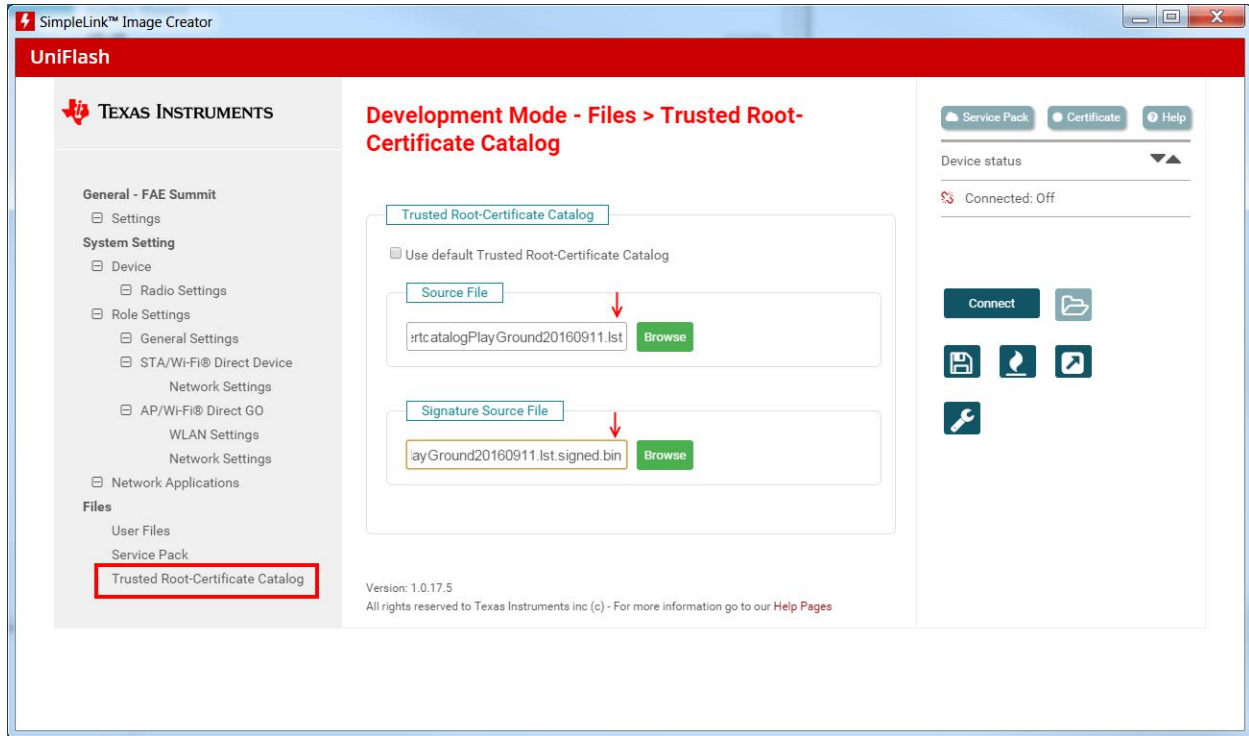 SimpleLink™ Image Creator
UniFlash
TEXAS INSTRUMENTS
General - FAE Summit
Settings
System Setting
Device
Radio Settings
Role Settings
General Settings
STA/Wi-Fi® Direct Device
Network Settings
AP/Wi-Fi® Direct GO
WLAN Settings
Network Settings
Network Applications
Files
User Files
Service Pack
Trusted Root-Certificate Catalog
Development Mode - Files > Trusted Root-
Certificate Catalog
Trusted Root-Certificate Catalog
Use default Trusted Root-Certificate Catalog
Source File
ertcatalogPlayGround20160911.lst
Browse
Signature Source File
layGround20160911.lst.signed.bin
Browse
Version: 1.0.17.5
All rights reserved to Texas Instruments inc (c) - For more information go to our Help Pages
Service Pack
Certificate
Help
Device status
Connected: Off
Connect